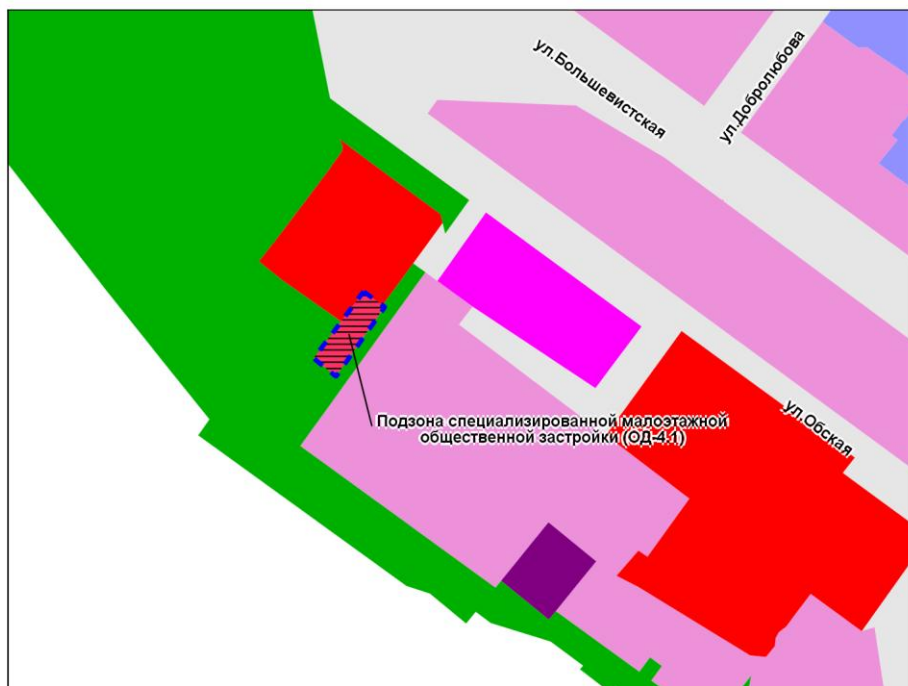 ул.Большевистская
ул.Добролюбова
Подзона специализированной малоэтажной
общественной застройки (ОД-4.1)
ул.Обская